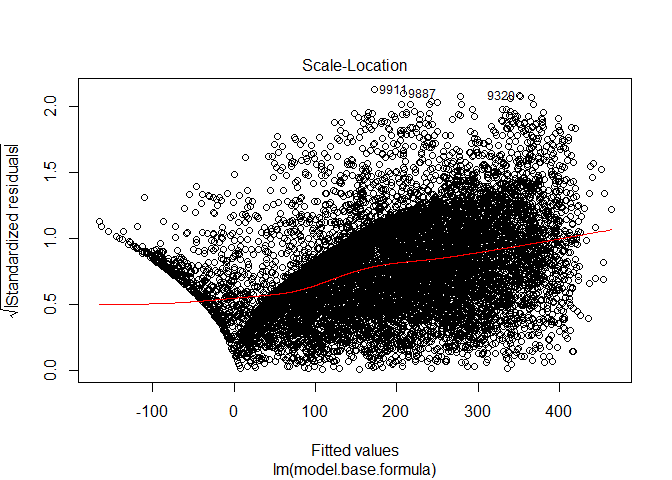 Scale-Location
√|Standardized residuals|
2.0
1.5
1.0
0.5
0.0
9911
9887
9320
-100 0 100 200 300 400
Fitted values
lm(model.base.formula)